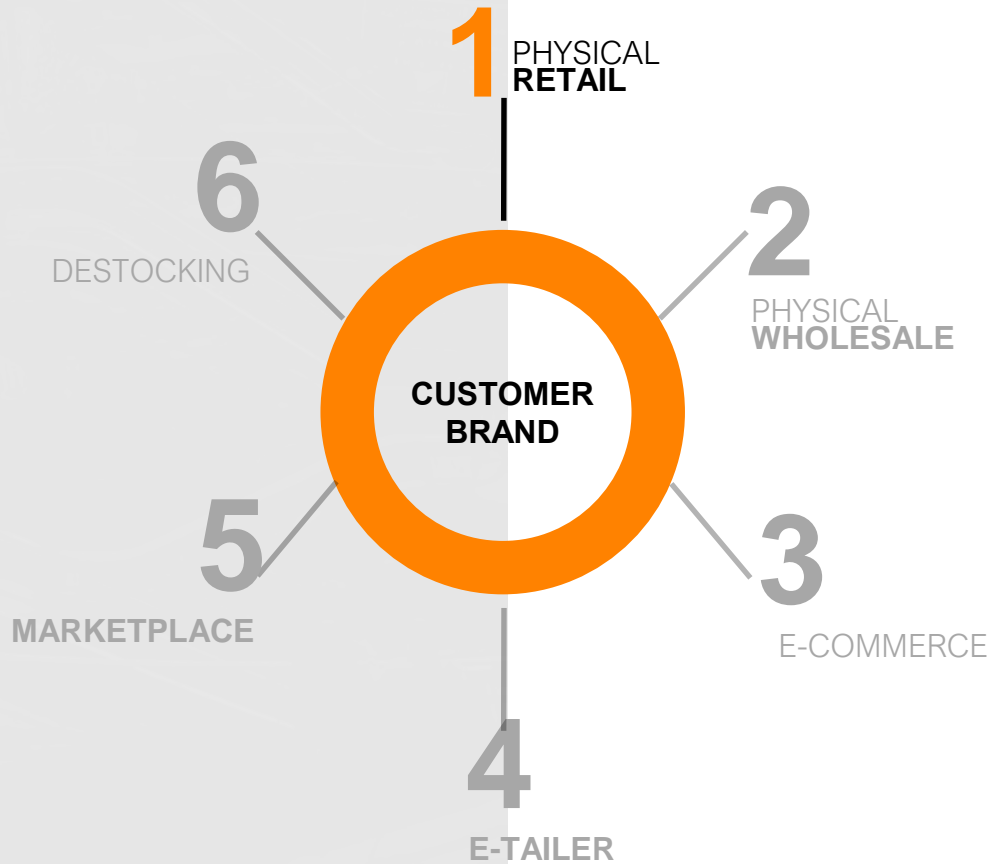 1
PHYSICAL
RETAIL
2
PHYSICAL
WHOLESALE
3
E-COMMERCE
4
E-TAILER
5
MARKETPLACE
6
DESTOCKING
CUSTOMER
BRAND